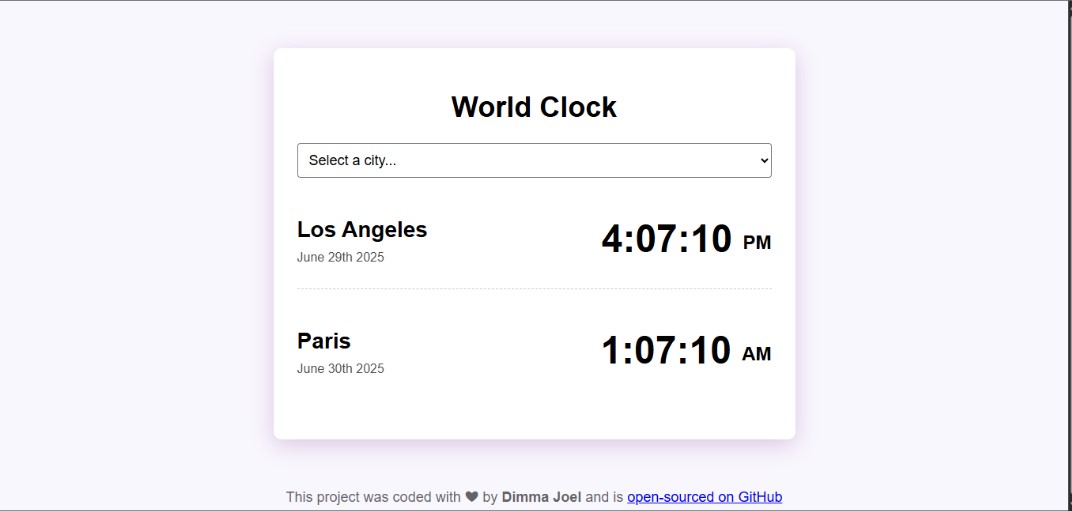 World Clock
Select a city...
Los Angeles
4:07:10 PM
June 29th 2025
Paris
1:07:10 AM
June 30th 2025
This project was coded with ♥ by Dimma Joel and is open-sourced on GitHub